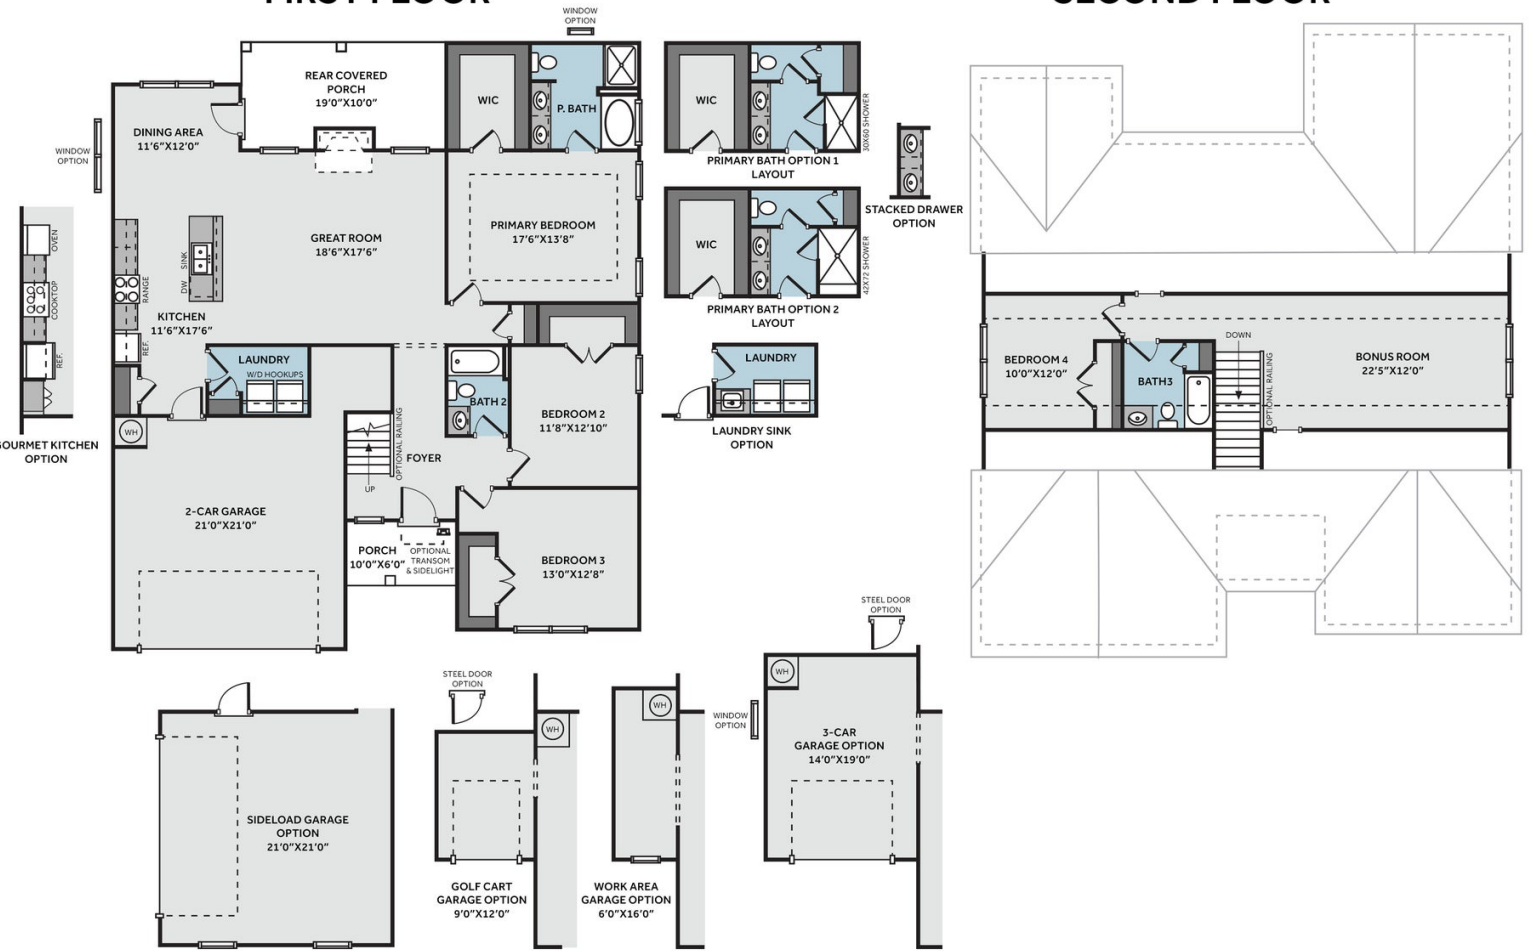 FIRST FLOOR
SECOND FLOOR
WINDOW
OPTION
REAR COVERED
PORCH
19'0"X10'0"
WIC
P. BATH
DINING AREA
11'6"X12'0"
WINDOW
OPTION
PRIMARY BEDROOM
17'6"X13'8"
GREAT ROOM
18'6"X17'6"
SINK
DW
RANGE
KITCHEN
11'6"X17'6"
REF.
OVEN
COOKTOP
REF.
GOURMET KITCHEN
OPTION
LAUNDRY
W/D HOOKUPS
WH
BATH 2
BEDROOM 2
11'8"X12'10"
OPTIONAL RAILING
FOYER
UP
2-CAR GARAGE
21'0"X21'0"
PORCH
10'0"X6'0"
OPTIONAL
TRANSOM
& SIDELIGHT
BEDROOM 3
13'0"X12'8"
WIC
30X60 SHOWER
PRIMARY BATH OPTION 1
LAYOUT
WIC
42X72 SHOWER
PRIMARY BATH OPTION 2
LAYOUT
STACKED DRAWER
OPTION
LAUNDRY
LAUNDRY SINK
OPTION
BEDROOM 4
10'0"X12'0"
BATH3
DOWN
OPTIONAL RAILING
BONUS ROOM
22'5"X12'0"
SIDELOAD GARAGE
OPTION
21'0"X21'0"
STEEL DOOR
OPTION
WH
GOLF CART
GARAGE OPTION
9'0"X12'0"
WH
WORK AREA
GARAGE OPTION
6'0"X16'0"
STEEL DOOR
OPTION
WH
WINDOW
OPTION
3-CAR
GARAGE OPTION
14'0"X19'0"